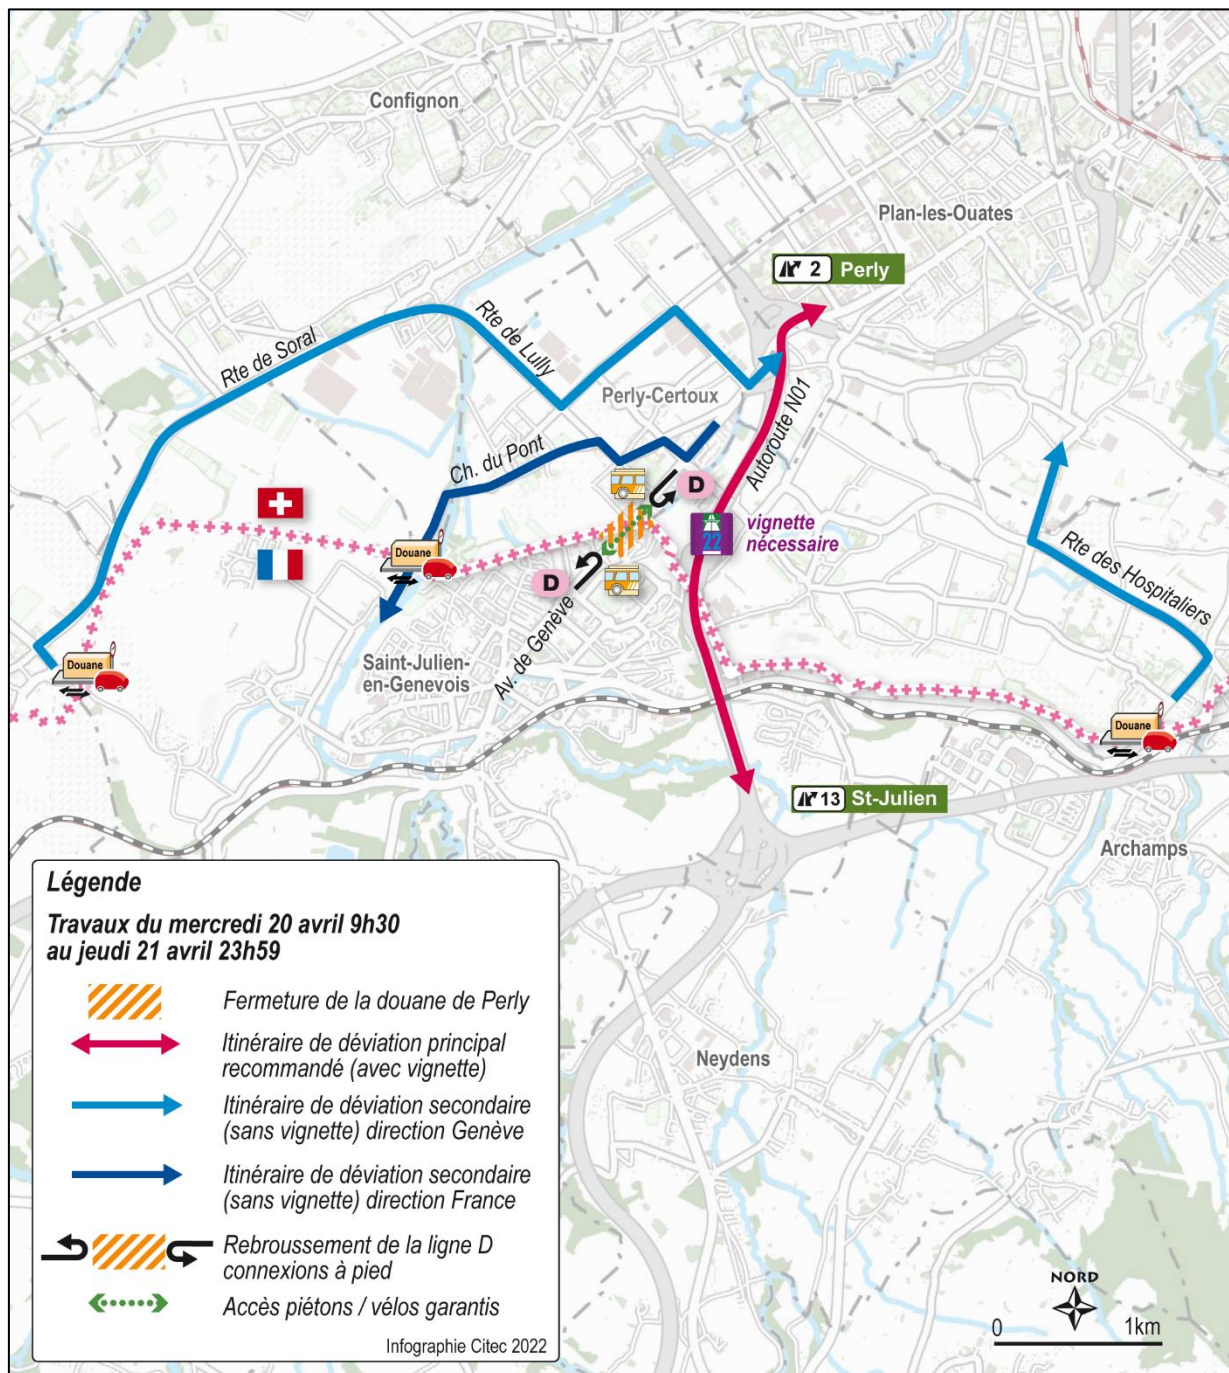 Confignon
Plan-les-Ouates
2 Perly
Rte de Soral
Rte de Lully
Perly-Certoux
Autoroute N01
Ch. du Pont
D
22
vignette
nécessaire
Douane
D
Rte des Hospitaliers
Av. de Genève
Saint-Julien-
en-Genevois
Douane
Douane
13 St-Julien
Archamps
Neydens
Légende
Travaux du mercredi 20 avril 9h30
au jeudi 21 avril 23h59
Fermeture de la douane de Perly
Itinéraire de déviation principal
recommandé (avec vignette)
Itinéraire de déviation secondaire
(sans vignette) direction Genève
Itinéraire de déviation secondaire
(sans vignette) direction France
Rebroussement de la ligne D
connexions à pied
Accès piétons / vélos garantis
Infographie Citec 2022
NORD
0 1km